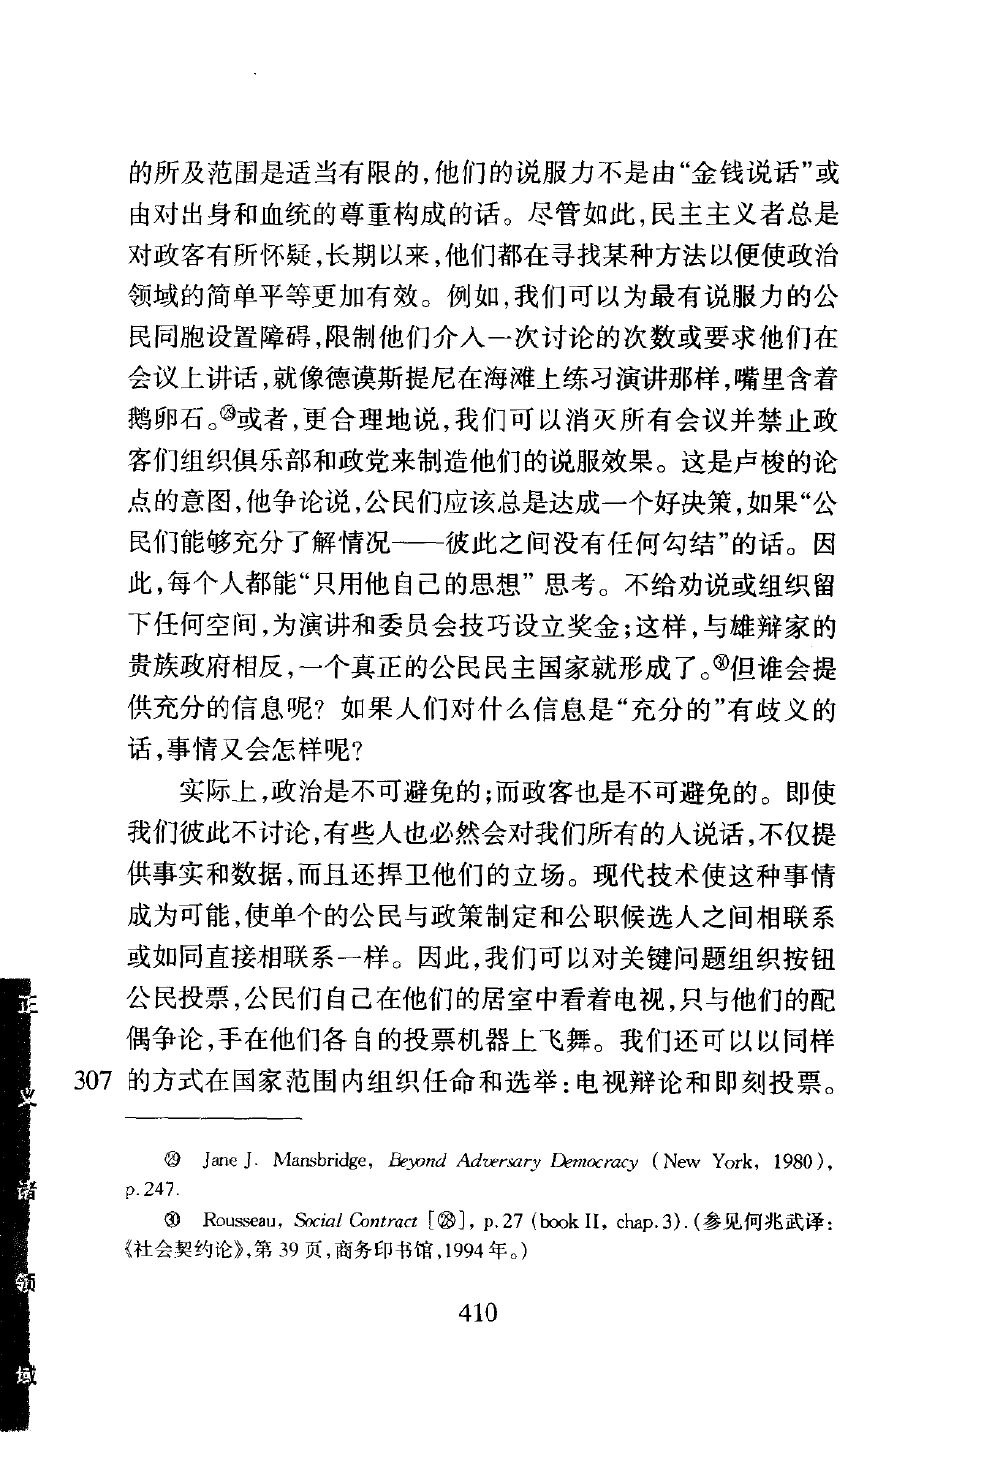 的所及范围是适当有限的,他们的说服力不是由“金钱说话”或
由对出身和血统的尊重构成的话。尽管如此,民主主义者总是
对政客有所怀疑,长期以来,他们都在寻找某种方法以便使政治
领域的简单平等更加有效。例如,我们可以为最有说服力的公
民同胞设置障碍,限制他们介入一次讨论的次数或要求他们在
会议上讲话,就像德谟斯提尼在海滩上练习演讲那样,嘴里含着
鹅卵石。㉙或者,更合理地说,我们可以消灭所有会议并禁止政
客们组织俱乐部和政党来制造他们的说服效果。这是卢梭的论
点的意图,他争论说,公民们应该总是达成一个好决策,如果“公
民们能够充分了解情况——彼此之间没有任何勾结”的话。因
此,每个人都能“只用他自己的思想”思考。不给劝说或组织留
下任何空间,为演讲和委员会技巧设立奖金;这样,与雄辩家的
贵族政府相反,一个真正的公民民主国家就形成了。㉚但谁会提
供充分的信息呢?如果人们对什么信息是“充分的”有歧义的
话,事情又会怎样呢?
实际上,政治是不可避免的;而政客也是不可避免的。即使
我们彼此不讨论,有些人也必然会对我们所有的人说话,不仅提
供事实和数据,而且还捍卫他们的立场。现代技术使这种事情
成为可能,使单个的公民与政策制定和公职候选人之间相联系
或如同直接相联系一样。因此,我们可以对关键问题组织按钮
公民投票,公民们自己在他们的居室中看着电视,只与他们的配
偶争论,手在他们各自的投票机器上飞舞。我们还可以以同样
307 的方式在国家范围内组织任命和选举:电视辩论和即刻投票。
㉙ Jane J. Mansbridge, Beyond Adversary Democracy (New York, 1980),
p.247.
㉚ Rousseau, Social Contract [㉘], p.27 (book II, chap.3).(参见何兆武译:
《社会契约论》,第 39 页,商务印书馆,1994 年。)
410
正
义
诸
领
域